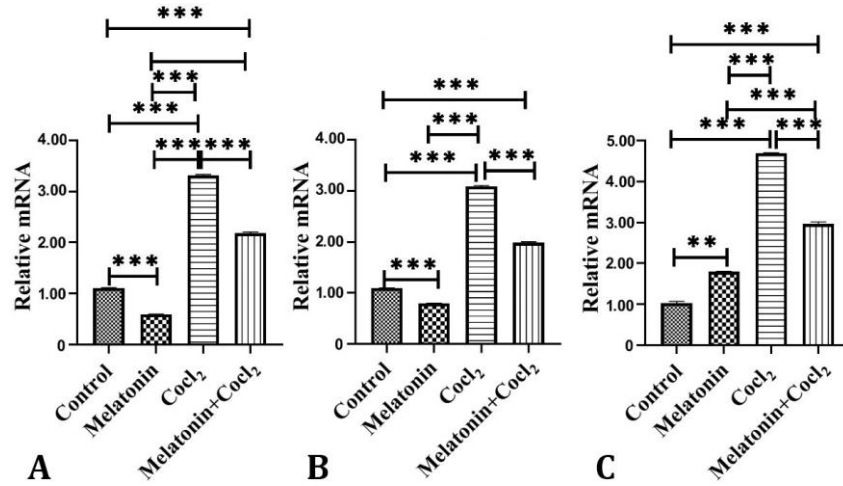 ***
***
***
******
***
Relative mRNA
4.00
3.00
2.00
1.00
0
Control
Melatonin
Cocl₂
Melatonin+Cocl₂
A
***
***
***
***
***
Relative mRNA
4.00
3.00
2.00
1.00
0
Control
Melatonin
Cocl₂
Melatonin+Cocl₂
B
***
***
***
***
***
**
Relative mRNA
5.00
4.00
3.00
2.00
1.00
0
Control
Melatonin
Cocl₂
Melatonin+Cocl₂
C